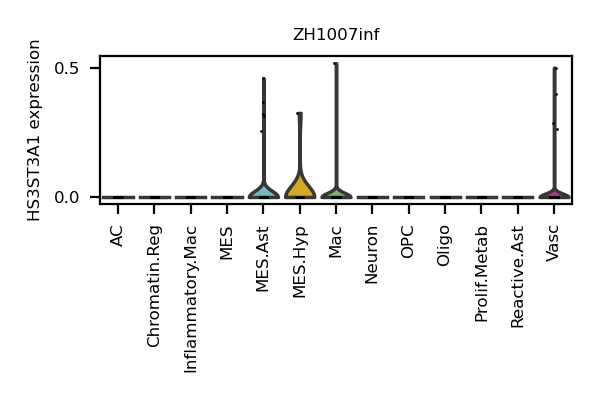 ZH1007inf
HS3ST3A1 expression
0.5
0.0
AC
Chromatin.Reg
Inflammatory.Mac
MES
MES.Ast
MES.Hyp
Mac
Neuron
OPC
Oligo
Prolif.Metab
Reactive.Ast
Vasc